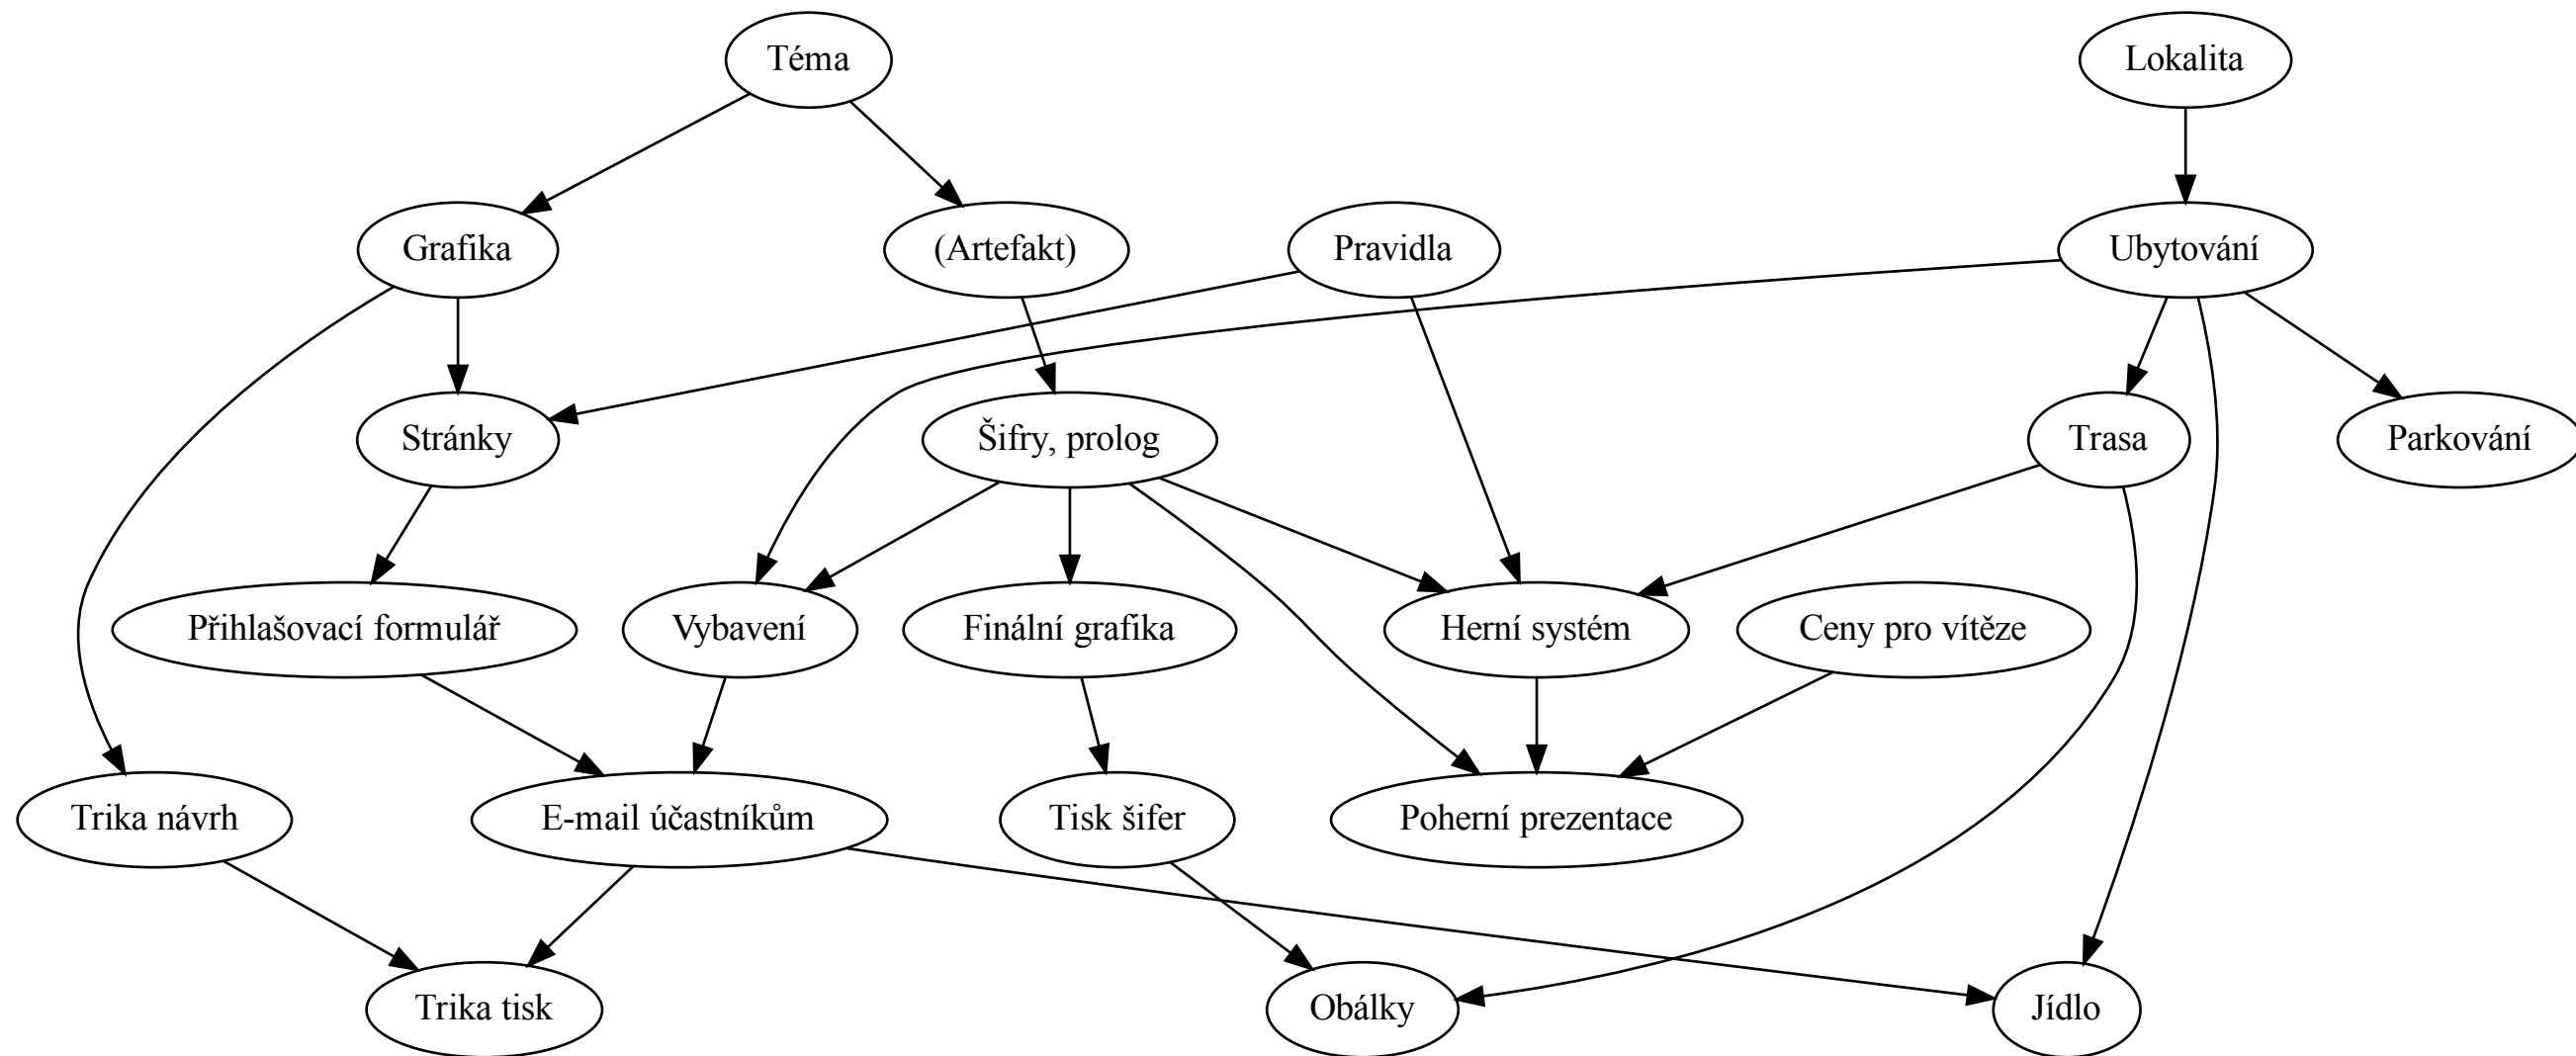 Téma
Lokalita
Grafika
(Artefakt)
Pravidla
Ubytování
Stránky
Šifry, prolog
Trasa
Parkování
Přihlašovací formulář
Vybavení
Finální grafika
Herní systém
Ceny pro vítěze
Trika návrh
E-mail účastníkům
Tisk šifer
Poherní prezentace
Trika tisk
Obálky
Jídlo